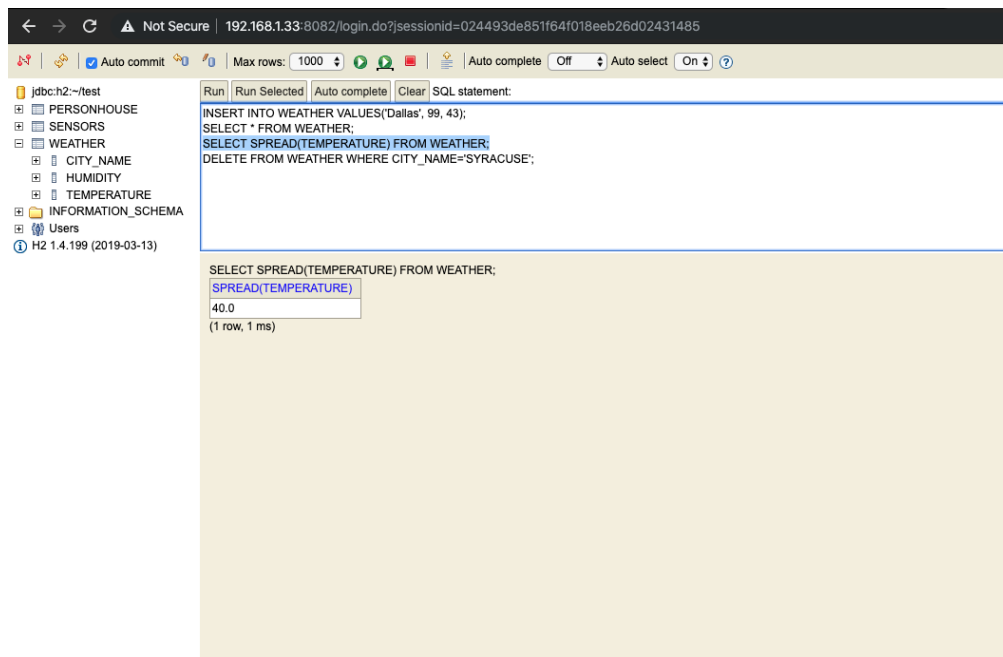 Not Secure | 192.168.1.33:8082/login.do?jsessionid=024493de851f64f018eeb26d02431485
Auto commit Max rows: 1000 Auto complete Off Auto select On ?
jdbc:h2:~/test
PERSONHOUSE
SENSORS
WEATHER
CITY_NAME
HUMIDITY
TEMPERATURE
INFORMATION_SCHEMA
Users
H2 1.4.199 (2019-03-13)
Run Run Selected Auto complete Clear SQL statement:
INSERT INTO WEATHER VALUES('Dallas', 99, 43);
SELECT * FROM WEATHER;
SELECT SPREAD(TEMPERATURE) FROM WEATHER;
DELETE FROM WEATHER WHERE CITY_NAME='SYRACUSE';
SELECT SPREAD(TEMPERATURE) FROM WEATHER;
SPREAD(TEMPERATURE)
40.0
(1 row, 1 ms)